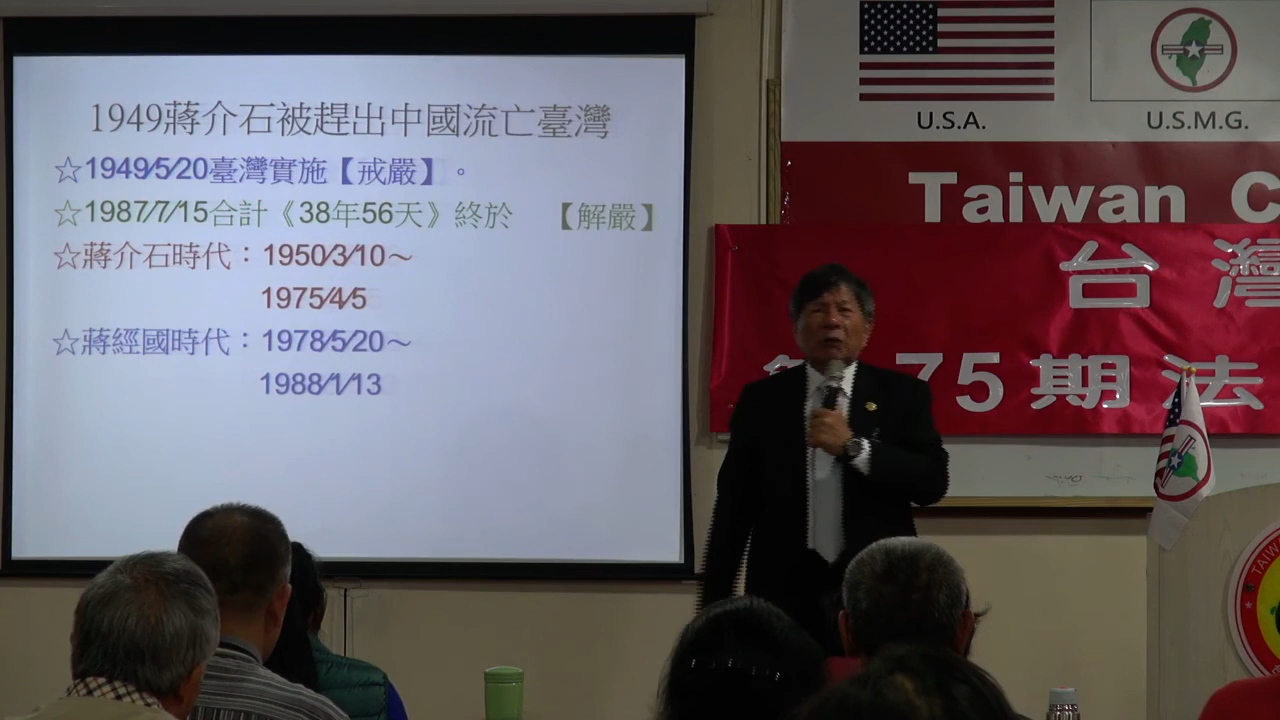 1949蔣介石被趕出中國流亡臺灣
☆1949/5/20臺灣實施【戒嚴】。
☆1987/7/15合計《38年56天》終於 【解嚴】
☆蔣介石時代：1950/3/10～
1975/4/5
☆蔣經國時代：1978/5/20～
1988/1/13
U.S.A.
U.S.M.G.
Taiwan C
台灣
75期法
TAIW